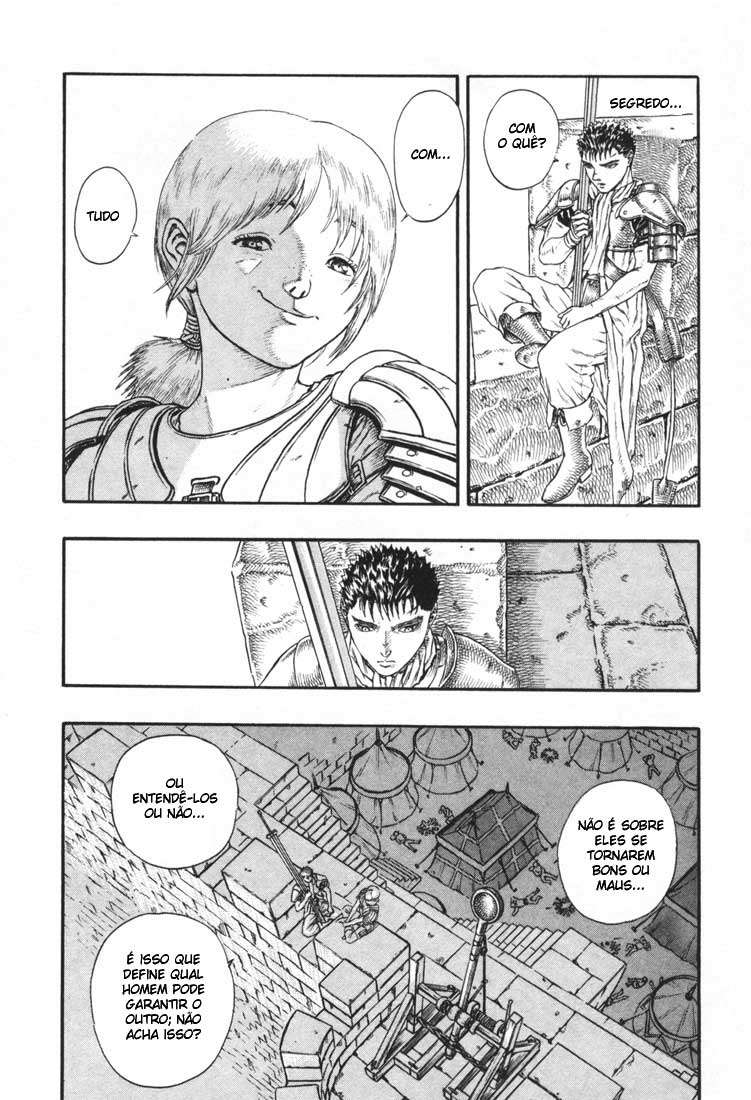 SEGREDO...
COM
O QUÊ?
COM...
TUDO
NÃO É SOBRE
ELES SE
TORNAREM
BONS OU
MAUS...
OU
ENTENDÊ-LOS
OU NÃO...
É ISSO QUE
DEFINE QUAL
HOMEM PODE
GARANTIR O
OUTRO; NÃO
ACHA ISSO?